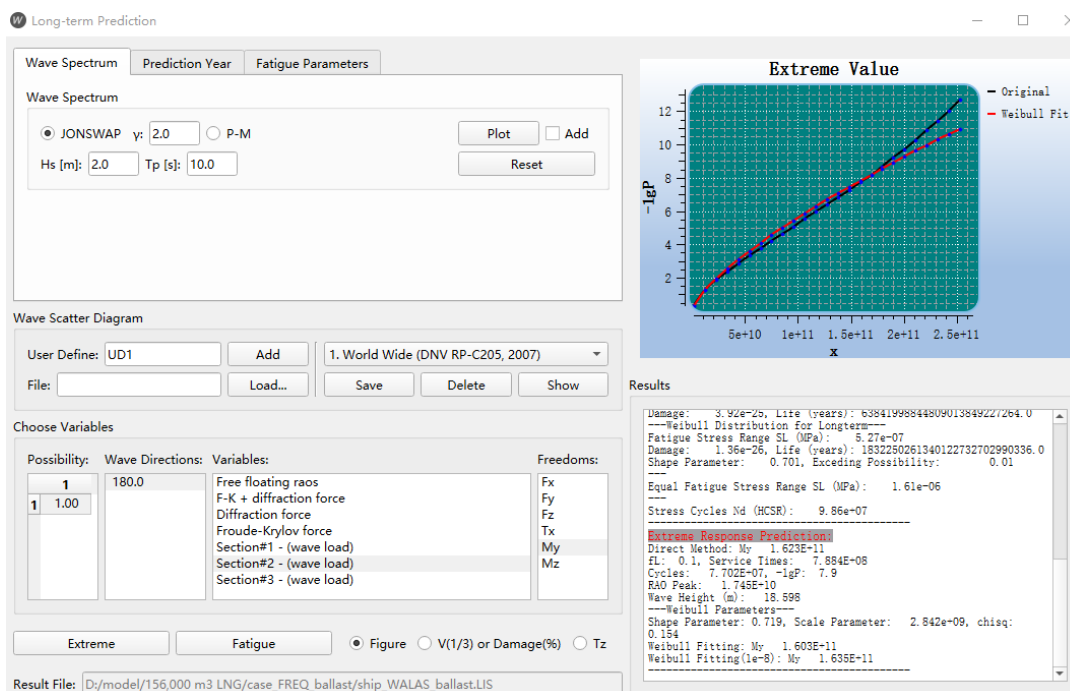 Long-term Prediction
Wave Spectrum
Prediction Year
Fatigue Parameters
Wave Spectrum
JONSWAP γ: 2.0 P-M
Plot Add
Hs [m]: 2.0 Tp [s]: 10.0
Reset
Wave Scatter Diagram
User Define: UD1 Add 1. World Wide (DNV RP-C205, 2007)
File: Load... Save Delete Show
Choose Variables
Possibility: Wave Directions: Variables: Freedoms:
1
1 1.00
180.0
Free floating raos
F-K + diffraction force
Diffraction force
Froude-Krylov force
Section#1 - (wave load)
Section#2 - (wave load)
Section#3 - (wave load)
Fx
Fy
Fz
Tx
My
Mz
Extreme Fatigue Figure V(1/3) or Damage(%) Tz
Result File: D:/model/156,000 m3 LNG/case_FREQ_ballast/ship_WALAS_ballast.LIS
Extreme Value
Original
Weibull Fit
-lgP
12
10
8
6
4
2
5e+10 1e+11 1.5e+11 2e+11 2.5e+11
x
Results
Damage: 3.92e-25, Life (years): 63841998844809013849227264.0
---Weibull Distribution for Longterm---
Fatigue Stress Range SL (MPa): 5.27e-07
Damage: 1.36e-26, Life (years): 1832250261340122732702990336.0
Shape Parameter: 0.701, Exceding Possibility: 0.01
---
Equal Fatigue Stress Range SL (MPa): 1.61e-06
---
Stress Cycles Nd (HCSR): 9.86e+07
------------------------------------------
Extreme Response Prediction:
Direct Method: My 1.623E+11
fL: 0.1, Service Times: 7.884E+08
Cycles: 7.702E+07, -lgP: 7.9
RAO Peak: 1.745E+10
Wave Height (m): 18.598
---Weibull Parameters---
Shape Parameter: 0.719, Scale Parameter: 2.842e+09, chisq:
0.154
Weibull Fitting: My 1.603E+11
Weibull Fitting(1e-8): My 1.635E+11
------------------------------------------